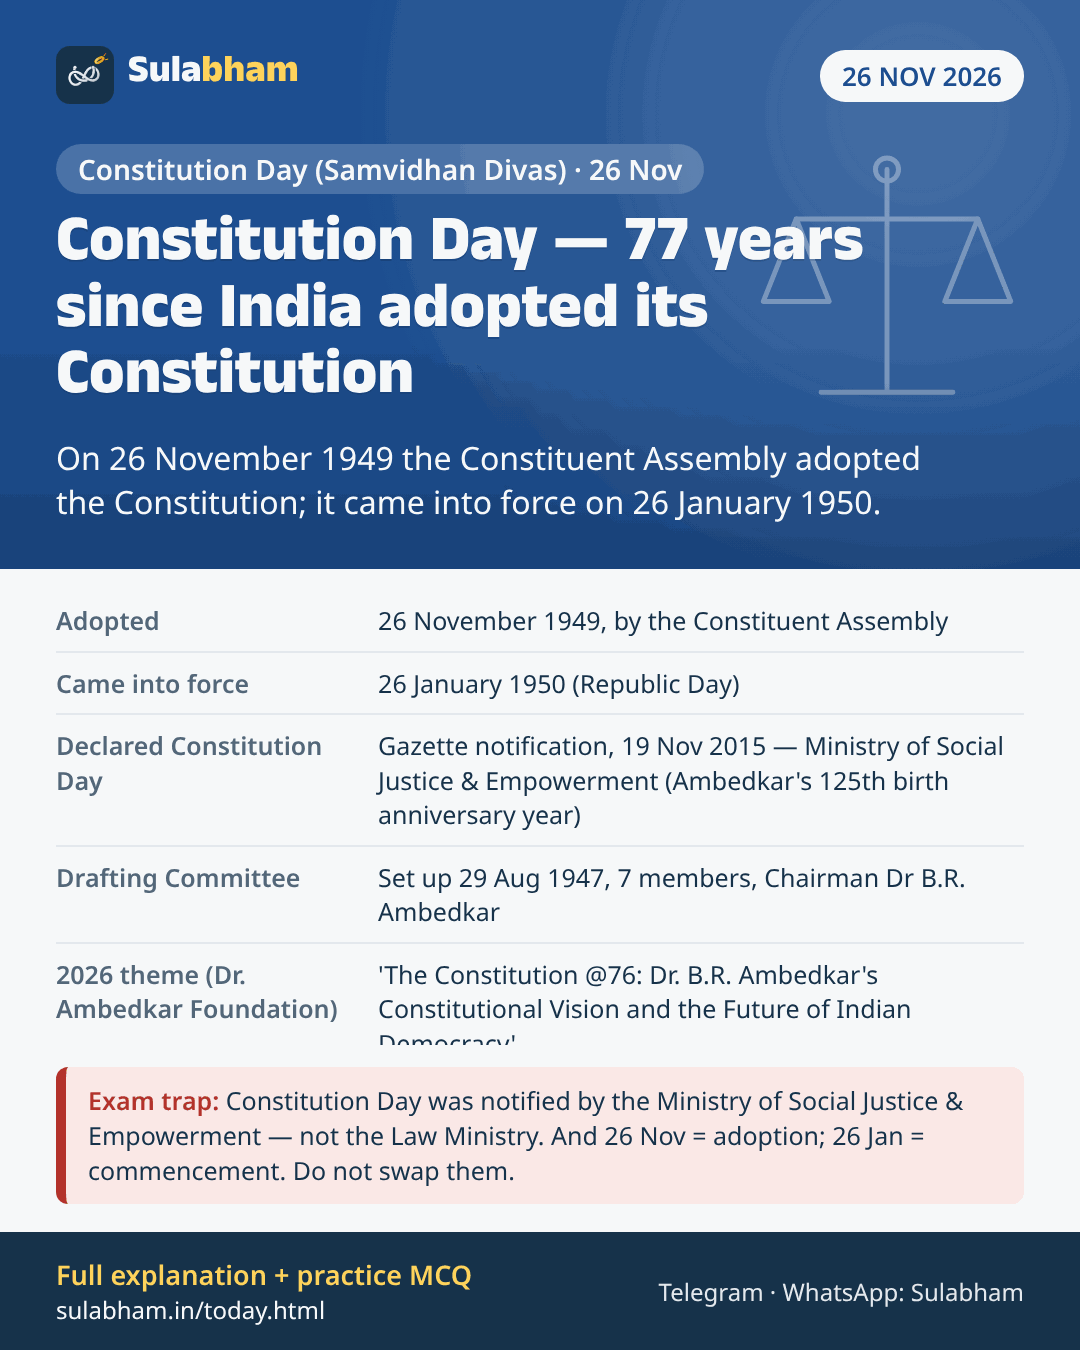 Sulabham
26 NOV 2026
Constitution Day (Samvidhan Divas) · 26 Nov
Constitution Day — 77 years
since India adopted its
Constitution
On 26 November 1949 the Constituent Assembly adopted
the Constitution; it came into force on 26 January 1950.
Adopted
26 November 1949, by the Constituent Assembly
Came into force
26 January 1950 (Republic Day)
Declared Constitution
Day
Gazette notification, 19 Nov 2015 — Ministry of Social
Justice & Empowerment (Ambedkar's 125th birth
anniversary year)
Drafting Committee
Set up 29 Aug 1947, 7 members, Chairman Dr B.R.
Ambedkar
2026 theme (Dr.
Ambedkar Foundation)
'The Constitution @76: Dr. B.R. Ambedkar's
Constitutional Vision and the Future of Indian
Democracy'
Exam trap: Constitution Day was notified by the Ministry of Social Justice &
Empowerment — not the Law Ministry. And 26 Nov = adoption; 26 Jan =
commencement. Do not swap them.
Full explanation + practice MCQ
sulabham.in/today.html
Telegram · WhatsApp: Sulabham